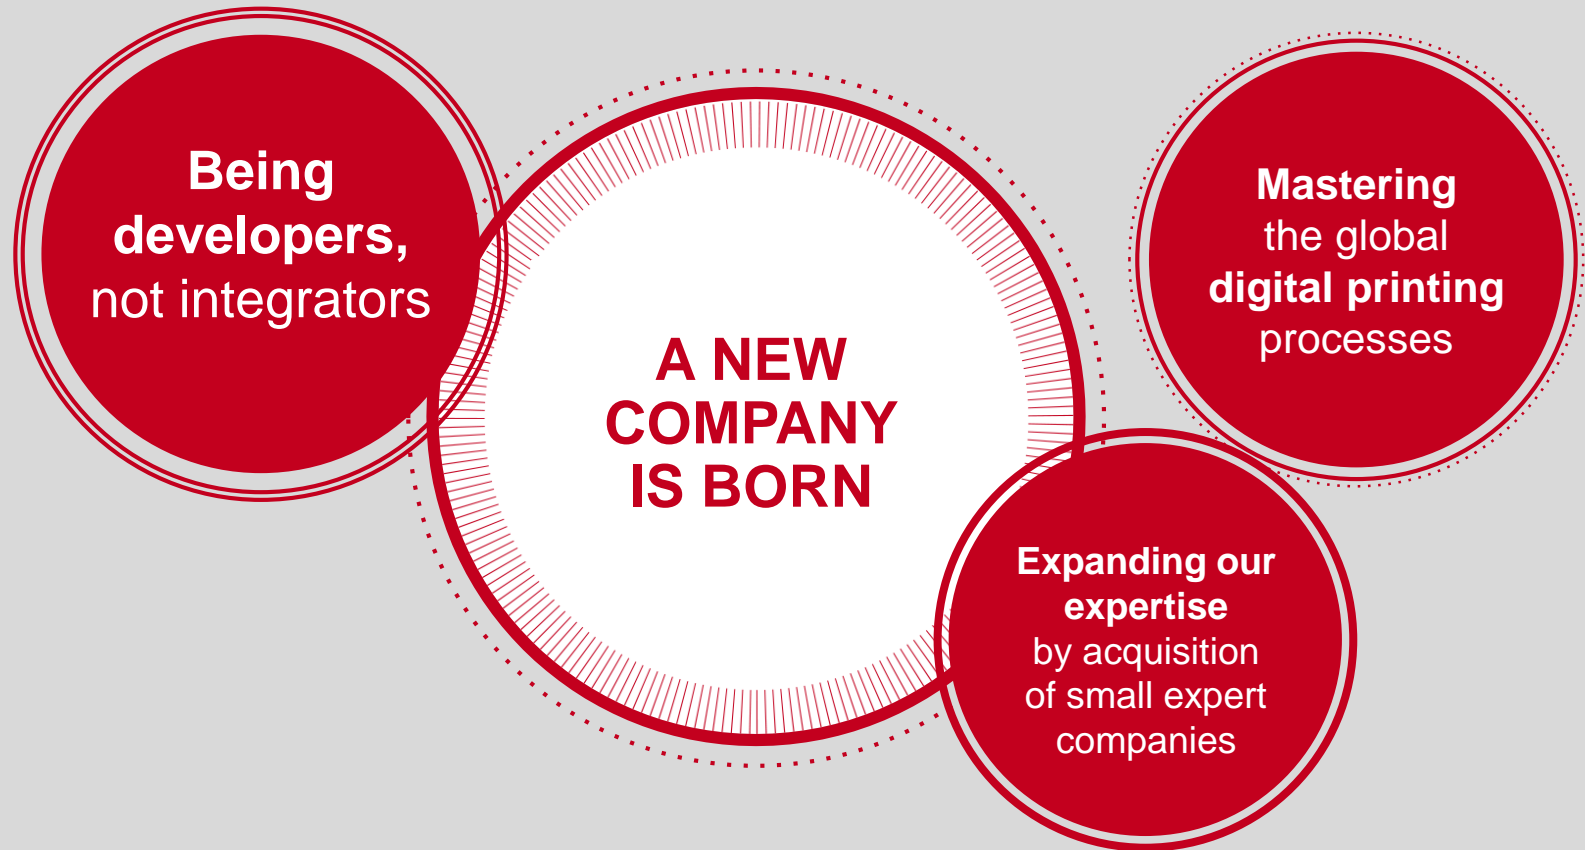 Being
developers,
not integrators
A NEW
COMPANY
IS BORN
Mastering
the global
digital printing
processes
Expanding our
expertise
by acquisition
of small expert
companies